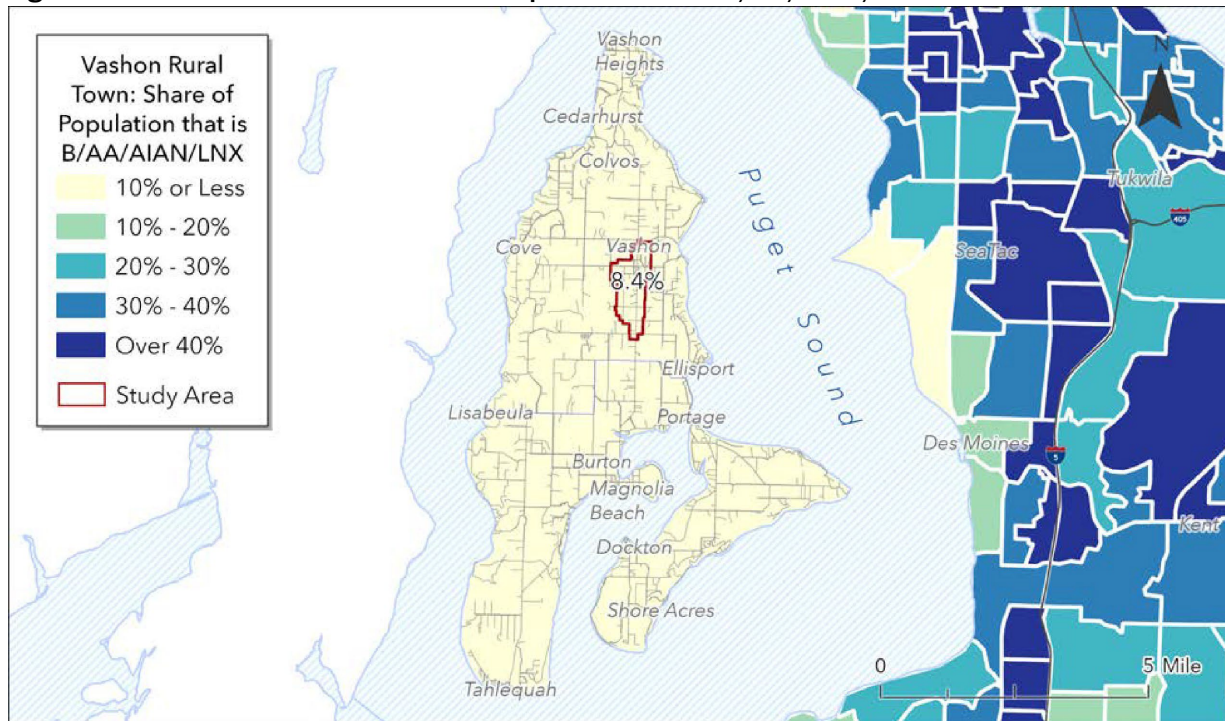 Vashon Rural
Town: Share of
Population that is
B/AA/AIAN/LNX
10% or Less
10% - 20%
20% - 30%
30% - 40%
Over 40%
Study Area
Vashon
Heights
Cedarhurst
Colvos
Cove
Vashon
8.4%
Ellisport
Lisabeula
Portage
Burton
Magnolia
Beach
Dockton
Shore Acres
Tahlequah
Puget Sound
N
Tukwila
405
SeaTac
Des Moines
5
Kent
0
5 Mile